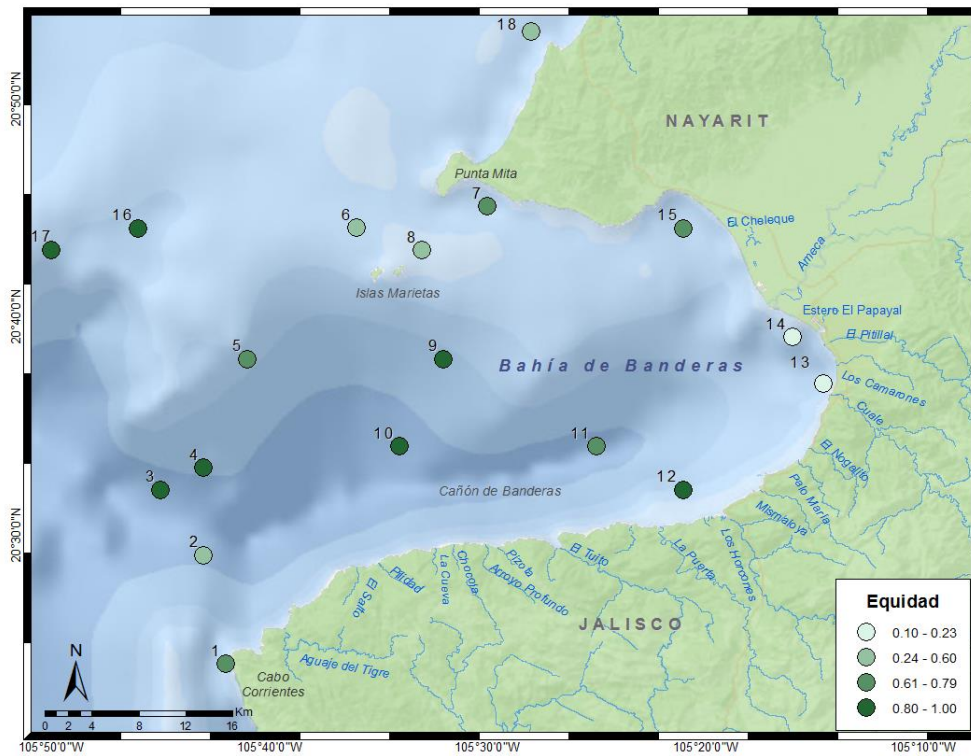 18
20°50'0"N
NAYARIT
Punta Mita
7
16
6
15
El Cheleque
17
8
Ameca
Islas Marietas
20°40'0"N
Estero El Papayal
14
El Pitillal
5
9
Bahía de Banderas
13
Los Camarones
Cuale
10
11
El Nogalito
4
3
Cañón de Banderas
12
Palo María
Mismaloya
20°30'0"N
2
El Tuito
La Puerta
Los Horcones
Pizota
Arroyo Profundo
Chocoja
La Cueva
Pilidad
El Salto
JALISCO
1
Aguaje del Tigre
Cabo
Corrientes
N
Km
0 2 4 8 12 16
Equidad
0.10 - 0.23
0.24 - 0.60
0.61 - 0.79
0.80 - 1.00
105°50'0"W
105°40'0"W
105°30'0"W
105°20'0"W
105°10'0"W